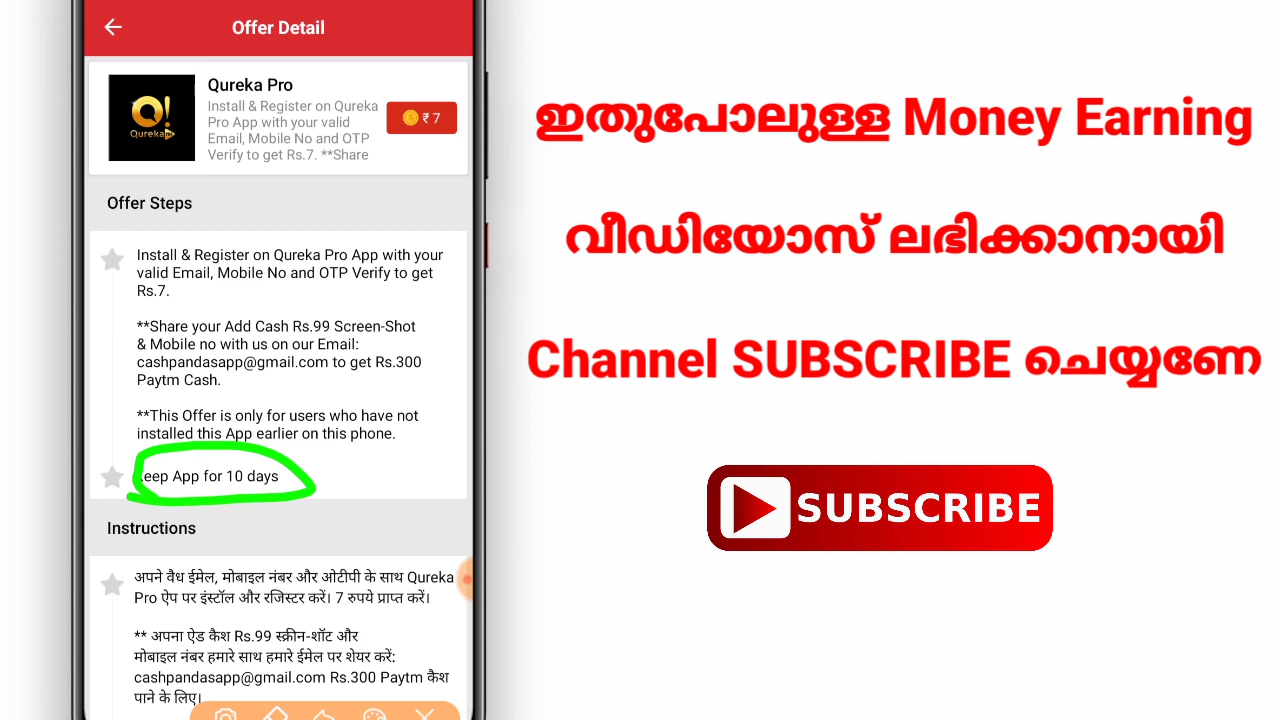 Offer Detail
Qureka Pro
Install & Register on Qureka
Pro App with your valid
Email, Mobile No and OTP
Verify to get Rs.7. **Share
₹ 7
Q!
Qureka
Offer Steps
Install & Register on Qureka Pro App with your
valid Email, Mobile No and OTP Verify to get
Rs.7.
**Share your Add Cash Rs.99 Screen-Shot
& Mobile no with us on our Email:
cashpandasapp@gmail.com to get Rs.300
Paytm Cash.
**This Offer is only for users who have not
installed this App earlier on this phone.
eep App for 10 days
Instructions
अपने वैध ईमेल, मोबाइल नंबर और ओटीपी के साथ Qureka
Pro ऐप पर इंस्टॉल और रजिस्टर करें। 7 रुपये प्राप्त करें।
** अपना ऐड कैश Rs.99 स्क्रीन-शॉट और
मोबाइल नंबर हमारे साथ हमारे ईमेल पर शेयर करें:
cashpandasapp@gmail.com Rs.300 Paytm कैश
पाने के लिए।
ഇതുപോലുള്ള Money Earning
വീഡിയോസ് ലഭിക്കാനായി
Channel SUBSCRIBE ചെയ്യണേ
SUBSCRIBE